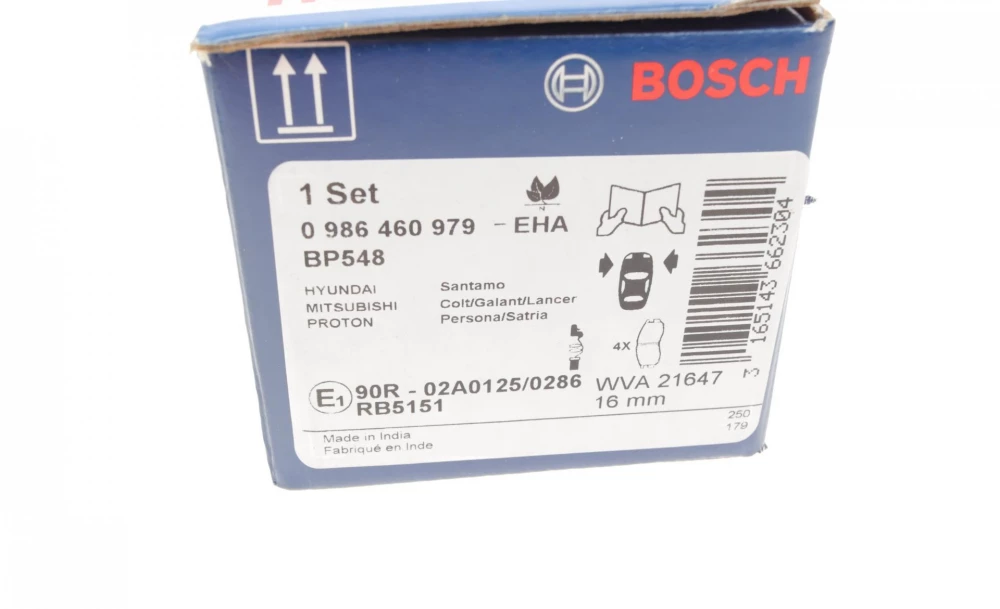 BOSCH
1 Set
0 986 460 979 - EHA
BP548
HYUNDAI Santamo
MITSUBISHI Colt/Galant/Lancer
PROTON Persona/Satria
4X
E1 90R - 02A0125/0286 WVA 21647
RB5151 16 mm
250
179
Made in India
Fabriqué en Inde
3 165143 662304